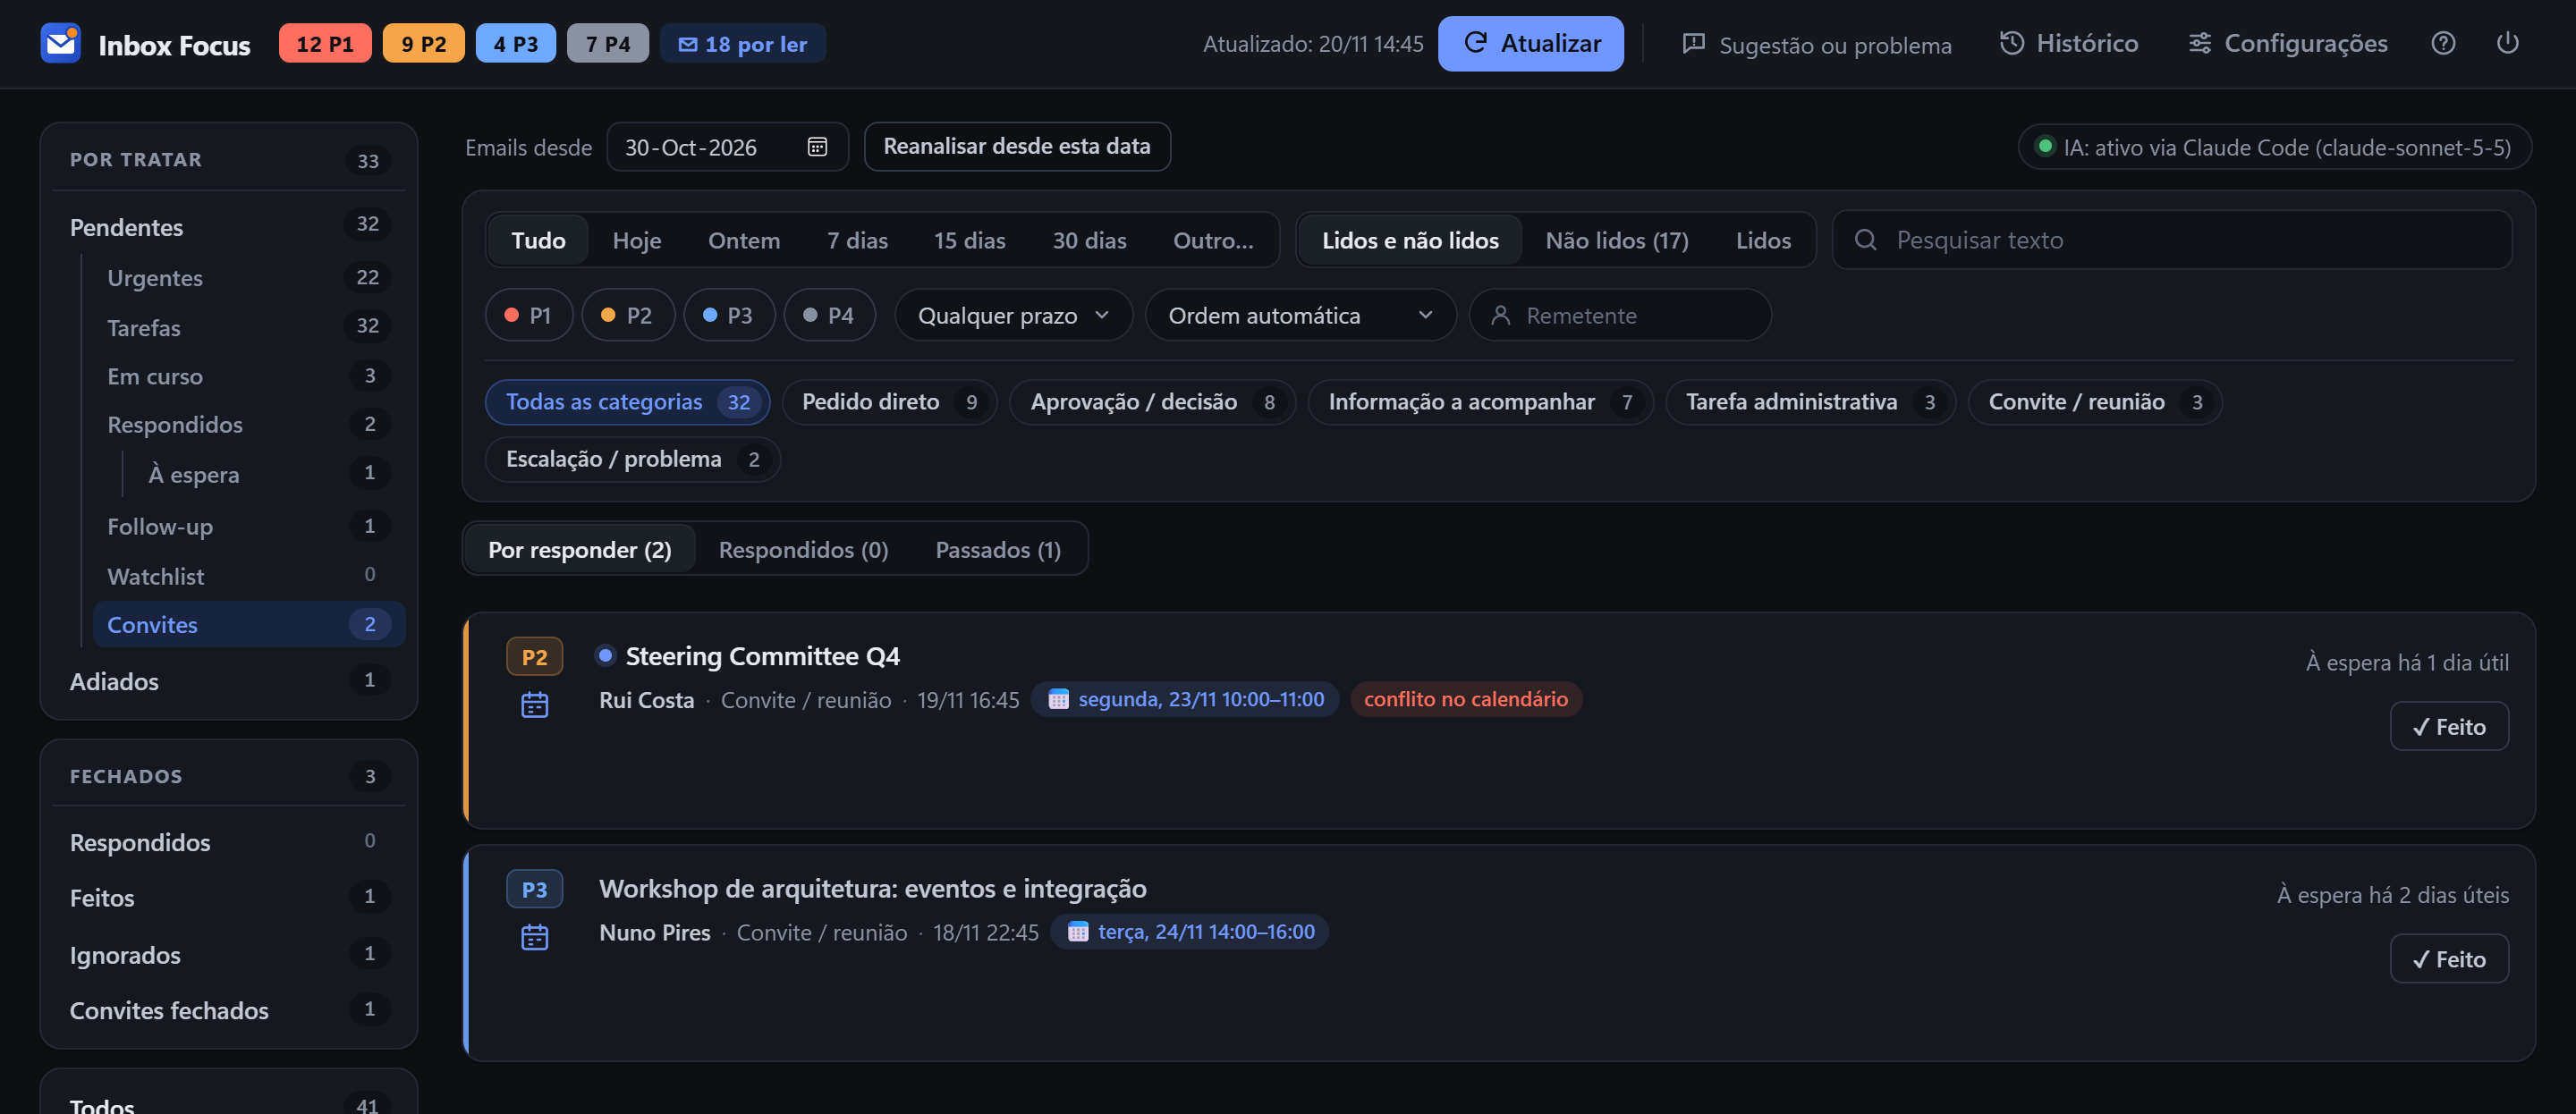 Inbox Focus 12 P1 9 P2 4 P3 7 P4 18 por ler Atualizado: 20/11 14:45 Atualizar Sugestão ou problema Histórico Configurações
POR TRATAR 33
Pendentes 32
Urgentes 22
Tarefas 32
Em curso 3
Respondidos 2
À espera 1
Follow-up 1
Watchlist 0
Convites 2
Adiados 1
FECHADOS 3
Respondidos 0
Feitos 1
Ignorados 1
Convites fechados 1
Todos 41
Emails desde 30-Oct-2026 Reanalisar desde esta data IA: ativo via Claude Code (claude-sonnet-5-5)
Tudo Hoje Ontem 7 dias 15 dias 30 dias Outro... Lidos e não lidos Não lidos (17) Lidos Pesquisar texto
P1 P2 P3 P4 Qualquer prazo Ordem automática Remetente
Todas as categorias 32 Pedido direto 9 Aprovação / decisão 8 Informação a acompanhar 7 Tarefa administrativa 3 Convite / reunião 3
Escalação / problema 2
Por responder (2) Respondidos (0) Passados (1)
P2 Steering Committee Q4 À espera há 1 dia útil
Rui Costa · Convite / reunião · 19/11 16:45 segunda, 23/11 10:00–11:00 conflito no calendário
✓ Feito
P3 Workshop de arquitetura: eventos e integração À espera há 2 dias úteis
Nuno Pires · Convite / reunião · 18/11 22:45 terça, 24/11 14:00–16:00
✓ Feito